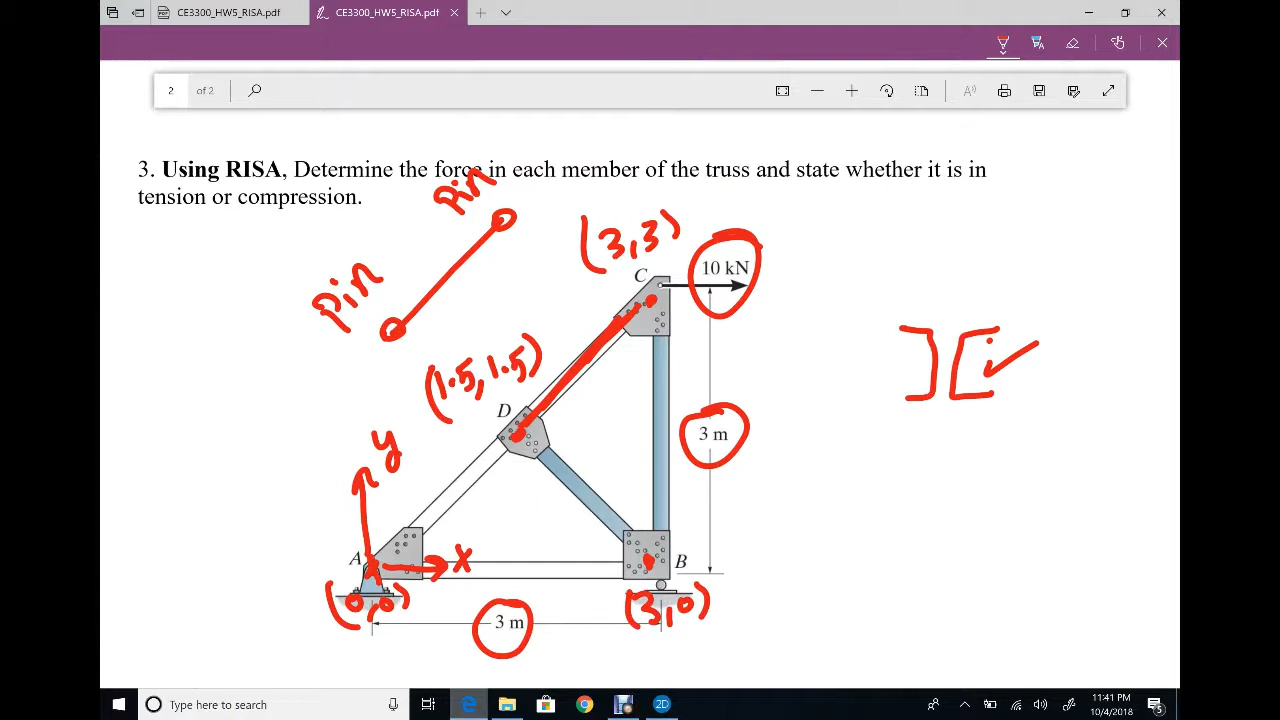 CE3300_HW5_RISA.pdf
CE3300_HW5_RISA.pdf
2 of 2
3. Using RISA, Determine the force in each member of the truss and state whether it is in
tension or compression.
Pin
Pin
(3,3)
C
10 kN
(1.5,1.5)
D
3 m
y
A
x
B
(0,0)
(3,0)
3 m
Type here to search
2D
11:41 PM
10/4/2018
5